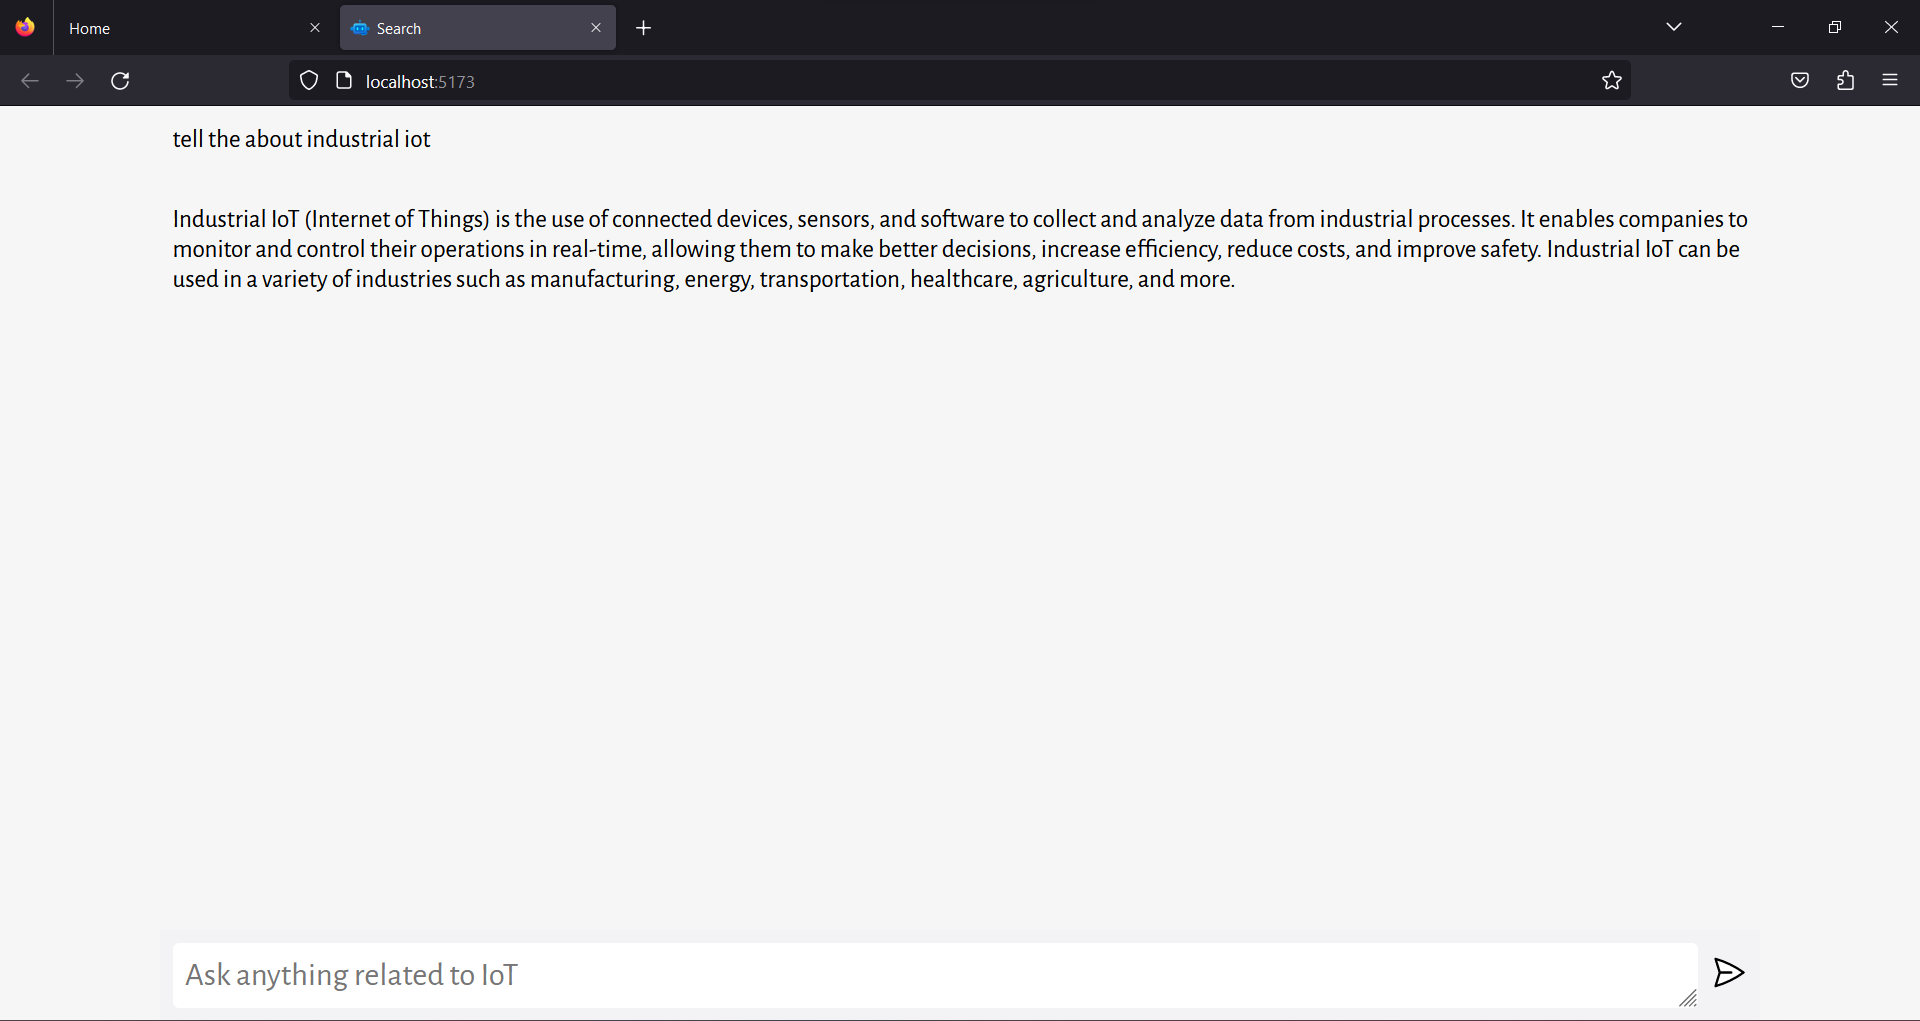 Home
Search
localhost:5173
tell the about industrial iot
Industrial IoT (Internet of Things) is the use of connected devices, sensors, and software to collect and analyze data from industrial processes. It enables companies to
monitor and control their operations in real-time, allowing them to make better decisions, increase efficiency, reduce costs, and improve safety. Industrial IoT can be
used in a variety of industries such as manufacturing, energy, transportation, healthcare, agriculture, and more.
Ask anything related to IoT